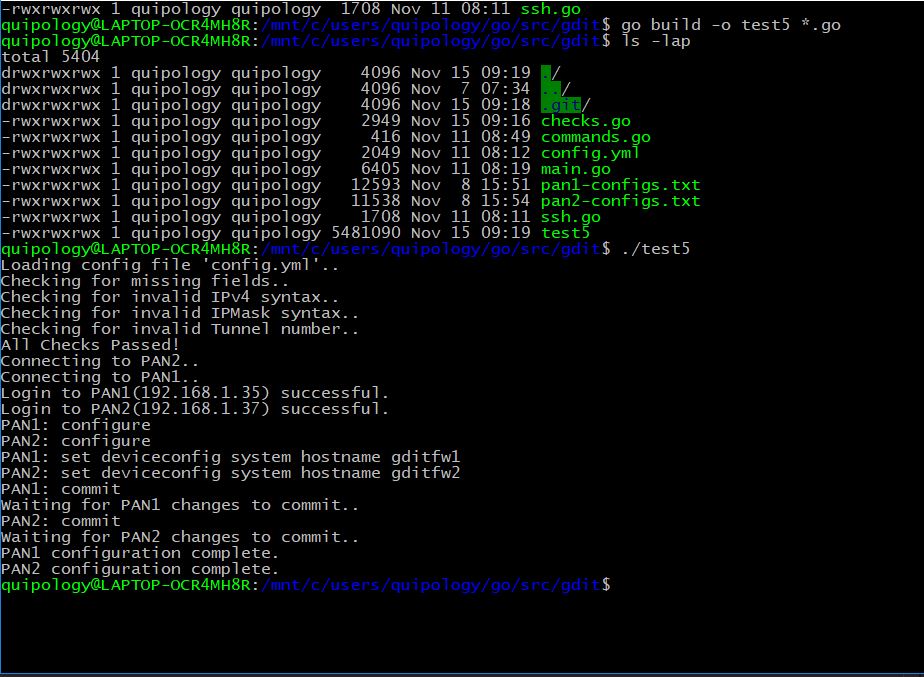 -rwxrwxrwx 1 quipology quipology  1708 Nov 11 08:11 ssh.go
quipology@LAPTOP-OCR4MH8R:/mnt/c/users/quipology/go/src/gdit$ go build -o test5 *.go
quipology@LAPTOP-OCR4MH8R:/mnt/c/users/quipology/go/src/gdit$ ls -lap
total 5404
drwxrwxrwx 1 quipology quipology    4096 Nov 15 09:19 ./
drwxrwxrwx 1 quipology quipology    4096 Nov  7 07:34 ../
drwxrwxrwx 1 quipology quipology    4096 Nov 15 09:18 .git/
-rwxrwxrwx 1 quipology quipology    2949 Nov 15 09:16 checks.go
-rwxrwxrwx 1 quipology quipology     416 Nov 11 08:49 commands.go
-rwxrwxrwx 1 quipology quipology    2049 Nov 11 08:12 config.yml
-rwxrwxrwx 1 quipology quipology    6405 Nov 11 08:19 main.go
-rwxrwxrwx 1 quipology quipology   12593 Nov  8 15:51 pan1-configs.txt
-rwxrwxrwx 1 quipology quipology   11538 Nov  8 15:54 pan2-configs.txt
-rwxrwxrwx 1 quipology quipology    1708 Nov 11 08:11 ssh.go
-rwxrwxrwx 1 quipology quipology 5481090 Nov 15 09:19 test5
quipology@LAPTOP-OCR4MH8R:/mnt/c/users/quipology/go/src/gdit$ ./test5
Loading config file 'config.yml'..
Checking for missing fields..
Checking for invalid IPv4 syntax..
Checking for invalid IPMask syntax..
Checking for invalid Tunnel number..
All Checks Passed!
Connecting to PAN2..
Connecting to PAN1..
Login to PAN1(192.168.1.35) successful.
Login to PAN2(192.168.1.37) successful.
PAN1: configure
PAN2: configure
PAN1: set deviceconfig system hostname gditfw1
PAN2: set deviceconfig system hostname gditfw2
PAN1: commit
Waiting for PAN1 changes to commit..
PAN2: commit
Waiting for PAN2 changes to commit..
PAN1 configuration complete.
PAN2 configuration complete.
quipology@LAPTOP-OCR4MH8R:/mnt/c/users/quipology/go/src/gdit$